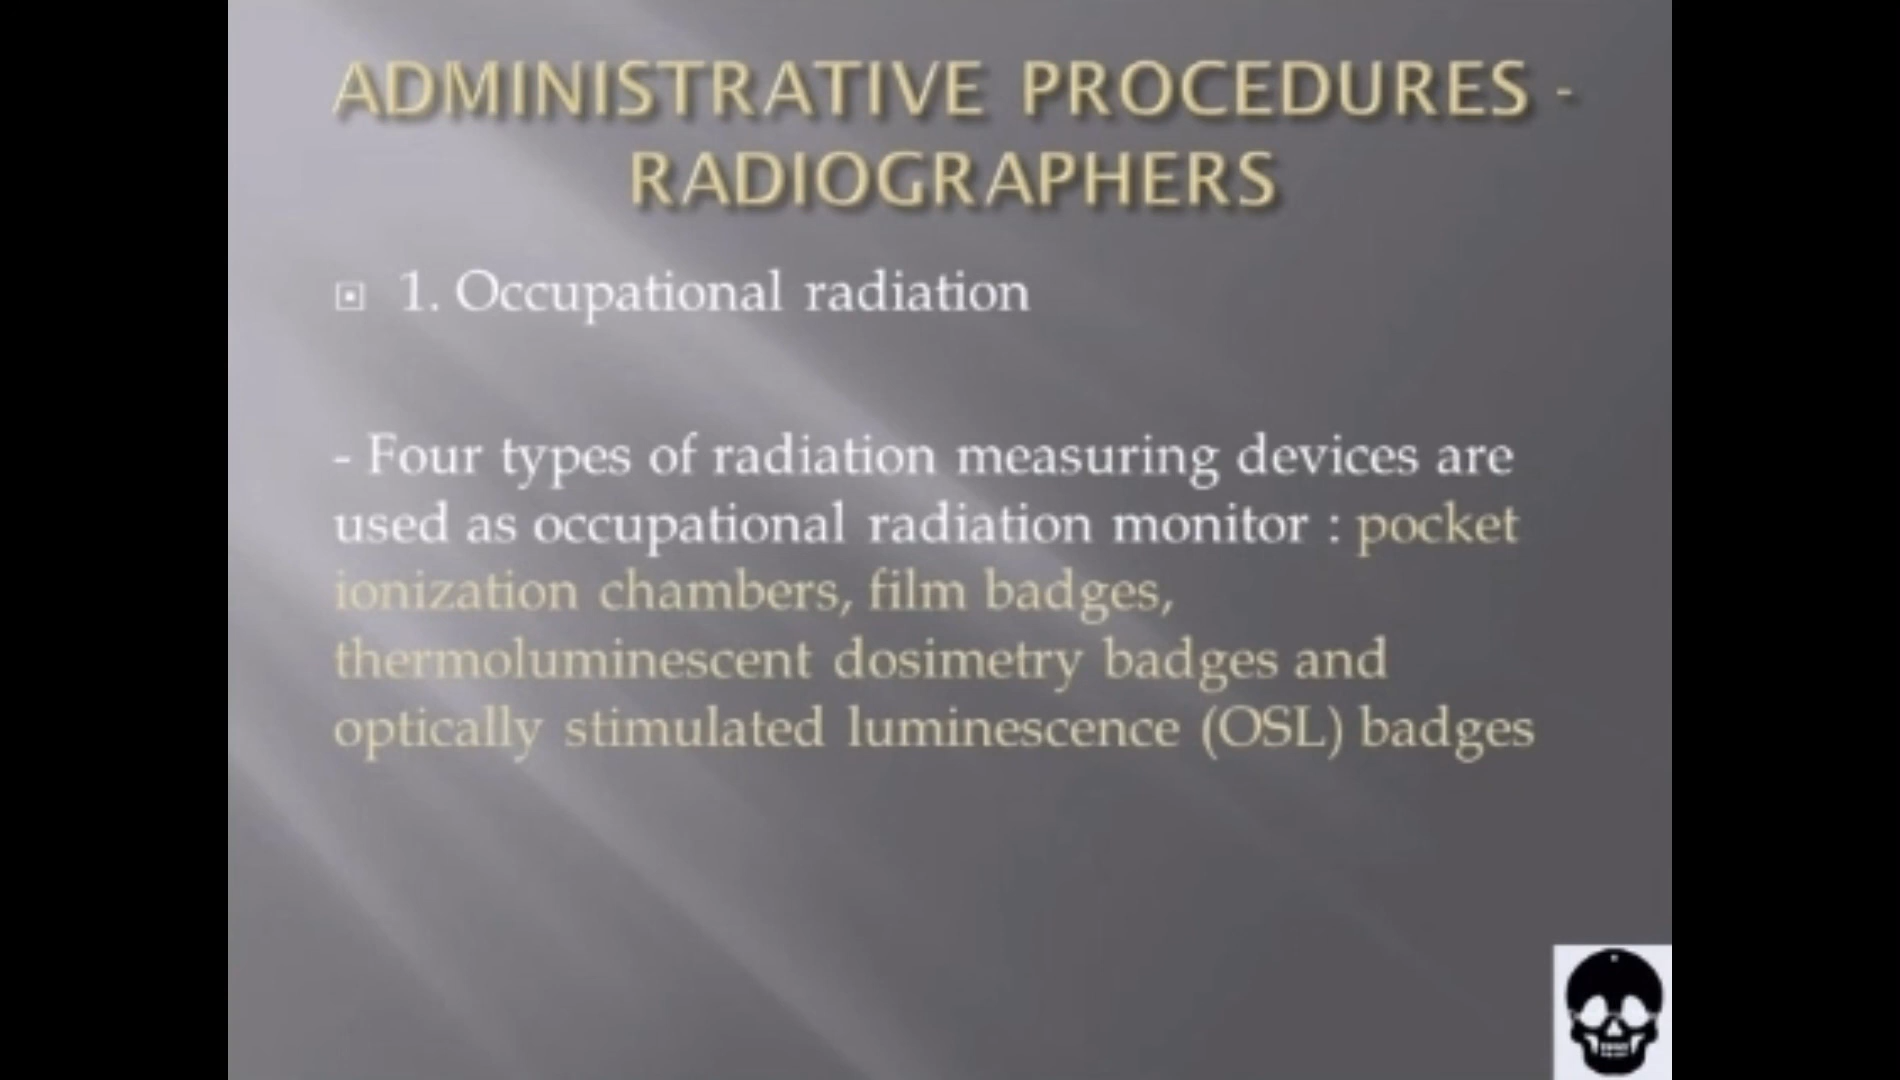 ADMINISTRATIVE PROCEDURES -
RADIOGRAPHERS
1. Occupational radiation
- Four types of radiation measuring devices are
used as occupational radiation monitor : pocket
ionization chambers, film badges,
thermoluminescent dosimetry badges and
optically stimulated luminescence (OSL) badges